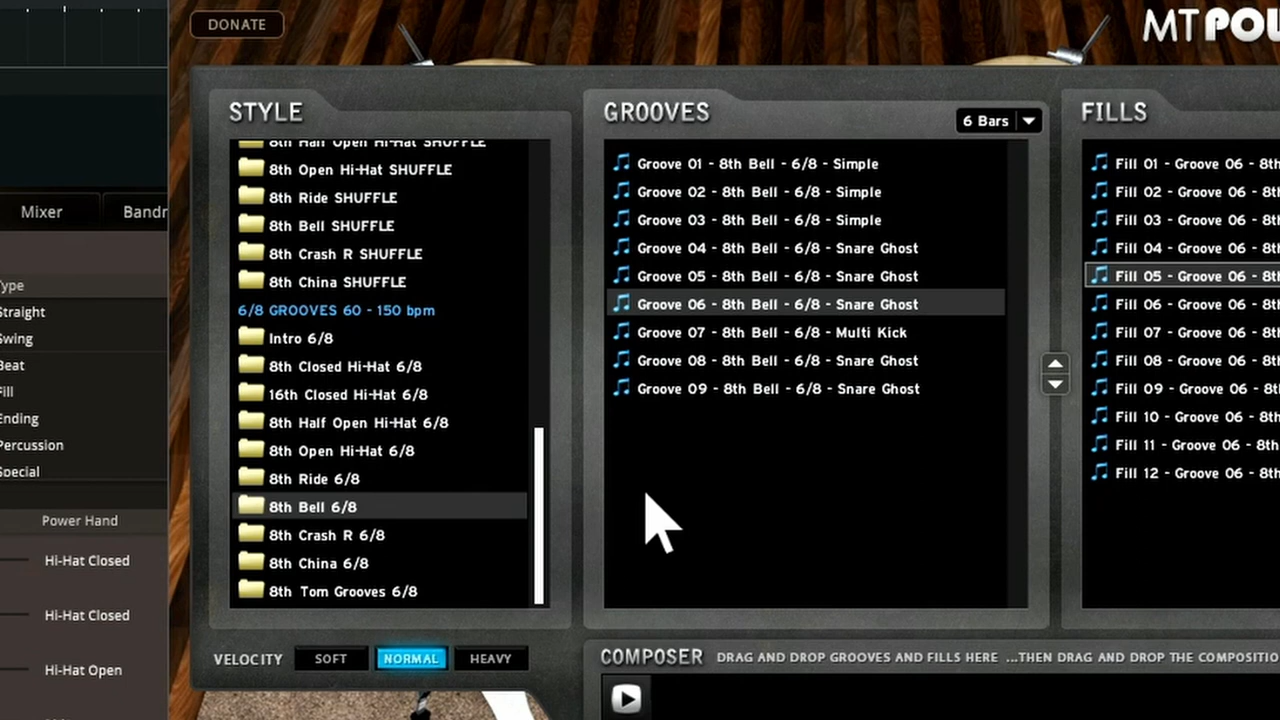 DONATE
MT
STYLE
8th Half Open Hi-Hat SHUFFLE
8th Open Hi-Hat SHUFFLE
8th Ride SHUFFLE
8th Bell SHUFFLE
8th Crash R SHUFFLE
8th China SHUFFLE
6/8 GROOVES 60 - 150 bpm
Intro 6/8
8th Closed Hi-Hat 6/8
16th Closed Hi-Hat 6/8
8th Half Open Hi-Hat 6/8
8th Open Hi-Hat 6/8
8th Ride 6/8
8th Bell 6/8
8th Crash R 6/8
8th China 6/8
8th Tom Grooves 6/8
VELOCITY SOFT NORMAL HEAVY
GROOVES
6 Bars
Groove 01 - 8th Bell - 6/8 - Simple
Groove 02 - 8th Bell - 6/8 - Simple
Groove 03 - 8th Bell - 6/8 - Simple
Groove 04 - 8th Bell - 6/8 - Snare Ghost
Groove 05 - 8th Bell - 6/8 - Snare Ghost
Groove 06 - 8th Bell - 6/8 - Snare Ghost
Groove 07 - 8th Bell - 6/8 - Multi Kick
Groove 08 - 8th Bell - 6/8 - Snare Ghost
Groove 09 - 8th Bell - 6/8 - Snare Ghost
FILLS
Fill 01 - Groove 06 - 8th
Fill 02 - Groove 06 - 8th
Fill 03 - Groove 06 - 8th
Fill 04 - Groove 06 - 8th
Fill 05 - Groove 06 - 8th
Fill 06 - Groove 06 - 8th
Fill 07 - Groove 06 - 8th
Fill 08 - Groove 06 - 8th
Fill 09 - Groove 06 - 8th
Fill 10 - Groove 06 - 8th
Fill 11 - Groove 06 - 8th
Fill 12 - Groove 06 - 8th
COMPOSER DRAG AND DROP GROOVES AND FILLS HERE ...THEN DRAG AND DROP THE COMPOSITIO
Mixer Bandr
Type
Straight
Swing
Beat
Fill
Ending
Percussion
Special
Power Hand
Hi-Hat Closed
Hi-Hat Closed
Hi-Hat Open